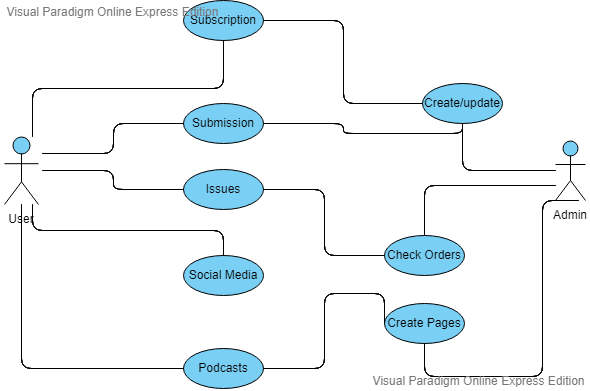 Visual Paradigm Online Express Edition
Subscription
Create/update
Submission
Issues
User
Admin
Check Orders
Social Media
Create Pages
Podcasts
Visual Paradigm Online Express Edition